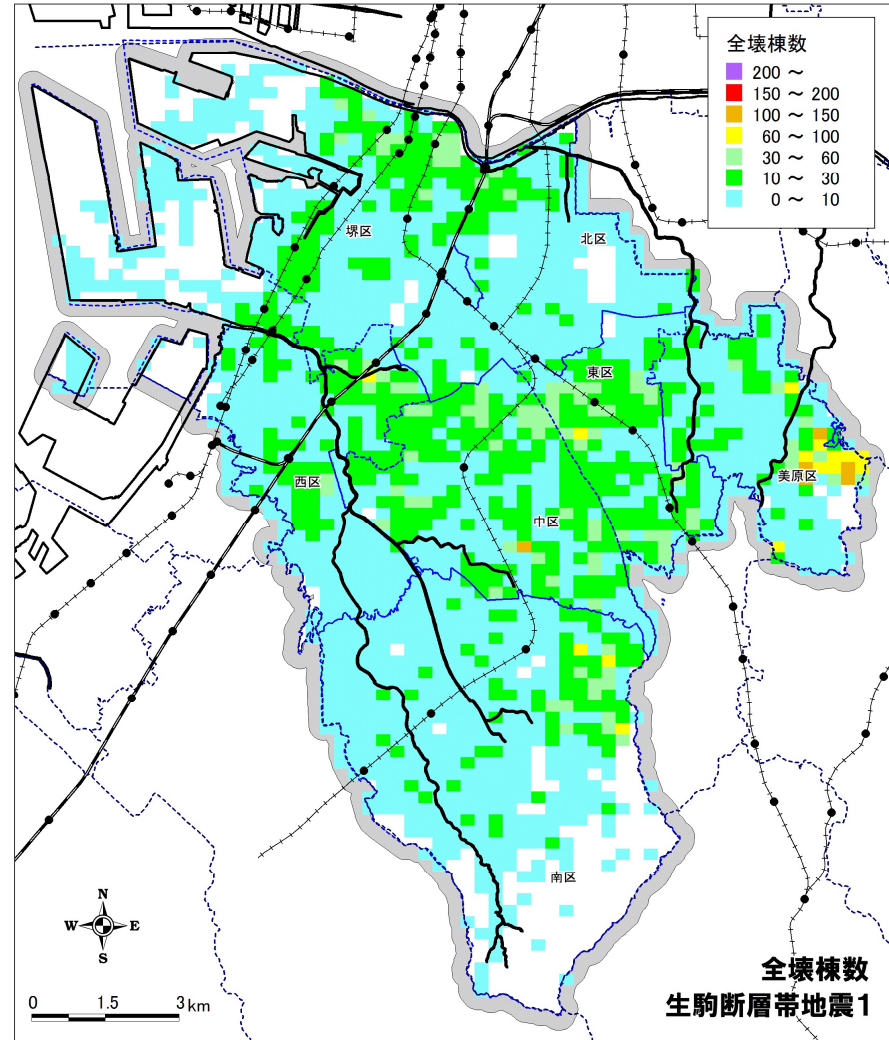 全壊棟数
200 ～
150 ～ 200
100 ～ 150
60 ～ 100
30 ～ 60
10 ～ 30
0 ～ 10
堺区
北区
東区
美原区
西区
中区
南区
N
W E
S
0 1.5 3 km
全壊棟数
生駒断層帯地震1